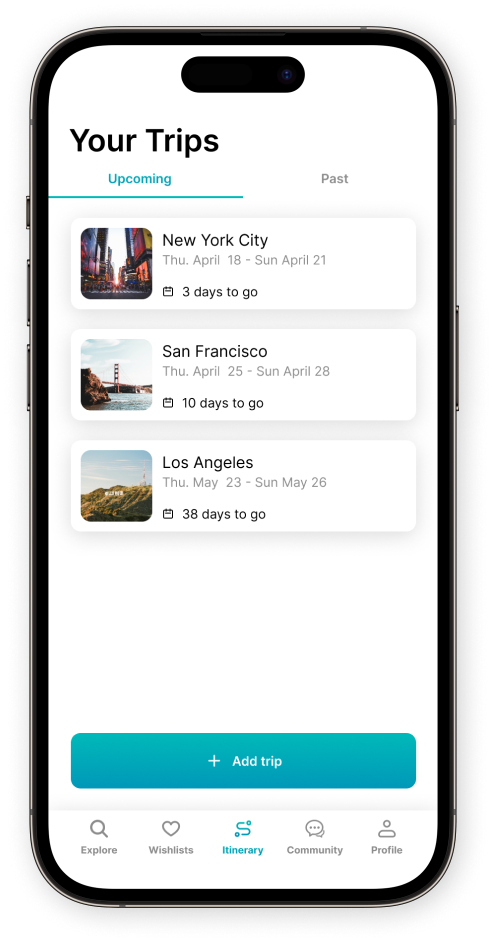 Your Trips
Upcoming Past
New York City
Thu. April 18 - Sun April 21
3 days to go
San Francisco
Thu. April 25 - Sun April 28
10 days to go
Los Angeles
Thu. May 23 - Sun May 26
38 days to go
+ Add trip
Explore Wishlists Itinerary Community Profile